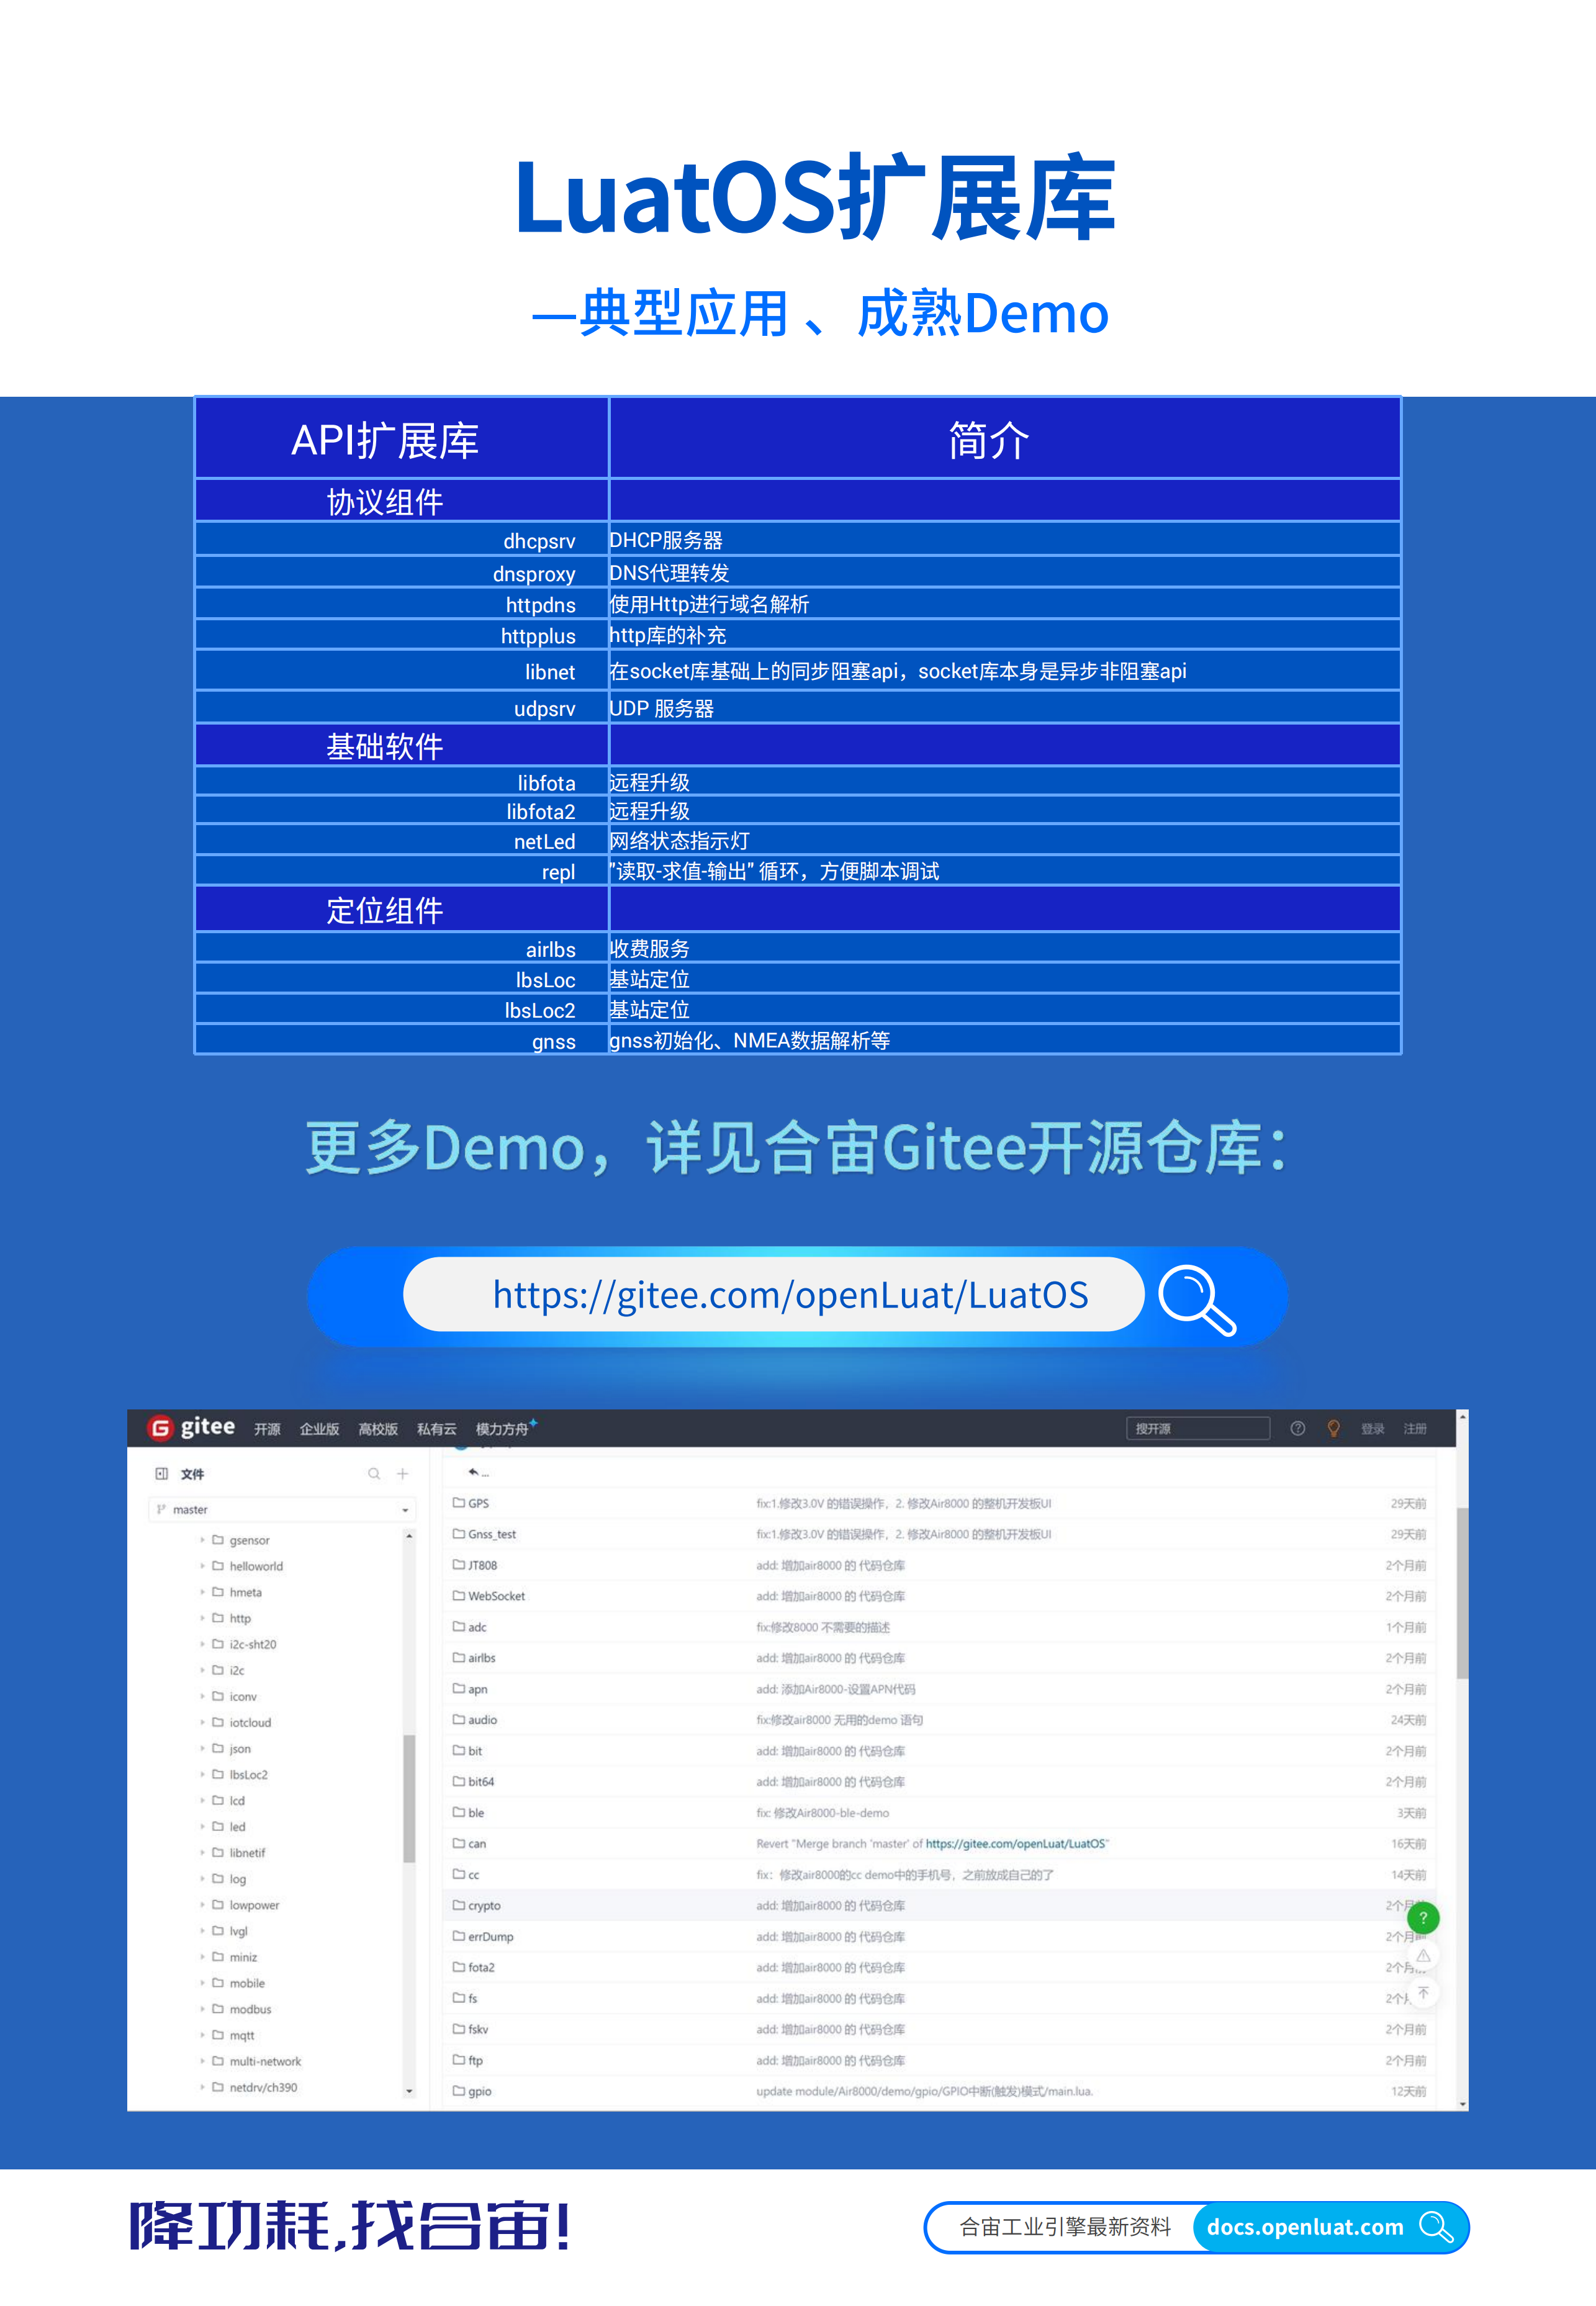 LuatOS扩展库
—典型应用 、成熟Demo
API扩展库 简介
协议组件
dhcpsrv DHCP服务器
dnsproxy DNS代理转发
httpdns 使用Http进行域名解析
httpplus http库的补充
libnet 在socket库基础上的同步阻塞api，socket库本身是异步非阻塞api
udpsrv UDP 服务器
基础软件
libfota 远程升级
libfota2 远程升级
netLed 网络状态指示灯
repl "读取-求值-输出" 循环，方便脚本调试
定位组件
airlbs 收费服务
lbsLoc 基站定位
lbsLoc2 基站定位
gnss gnss初始化、NMEA数据解析等
更多Demo，详见合宙Gitee开源仓库：
https://gitee.com/openLuat/LuatOS
gitee 开源 企业版 高校版 私有云 模力方舟 搜开源 登录 注册
文件
master
gsensor
helloworld
hmeta
http
i2c-sht20
i2c
iconv
iotcloud
json
lbsLoc2
lcd
led
libnetif
log
lowpower
lvgl
miniz
mobile
modbus
mqtt
multi-network
netdrv/ch390
..
GPS fix:1.修改3.0V 的错误操作，2. 修改Air8000 的整机开发板UI 29天前
Gnss_test fix:1.修改3.0V 的错误操作，2. 修改Air8000 的整机开发板UI 29天前
JT808 add: 增加air8000 的 代码仓库 2个月前
WebSocket add: 增加air8000 的 代码仓库 2个月前
adc fix:修改8000 不需要的描述 1个月前
airlbs add: 增加air8000 的 代码仓库 2个月前
apn add: 添加Air8000-设置APN代码 2个月前
audio fix:修改air8000 无用的demo 语句 24天前
bit add: 增加air8000 的 代码仓库 2个月前
bit64 add: 增加air8000 的 代码仓库 2个月前
ble fix: 修改Air8000-ble-demo 3天前
can Revert "Merge branch 'master' of https://gitee.com/openLuat/LuatOS" 16天前
cc fix：修改air8000的cc demo中的手机号，之前放成自己的了 14天前
crypto add: 增加air8000 的 代码仓库 2个月
errDump add: 增加air8000 的 代码仓库 2个月前
fota2 add: 增加air8000 的 代码仓库 2个月前
fs add: 增加air8000 的 代码仓库 2个月
fskv add: 增加air8000 的 代码仓库 2个月前
ftp add: 增加air8000 的 代码仓库 2个月前
gpio update module/Air8000/demo/gpio/GPIO中断(触发)模式/main.lua. 12天前
降功耗,找合宙!
合宙工业引擎最新资料 docs.openluat.com